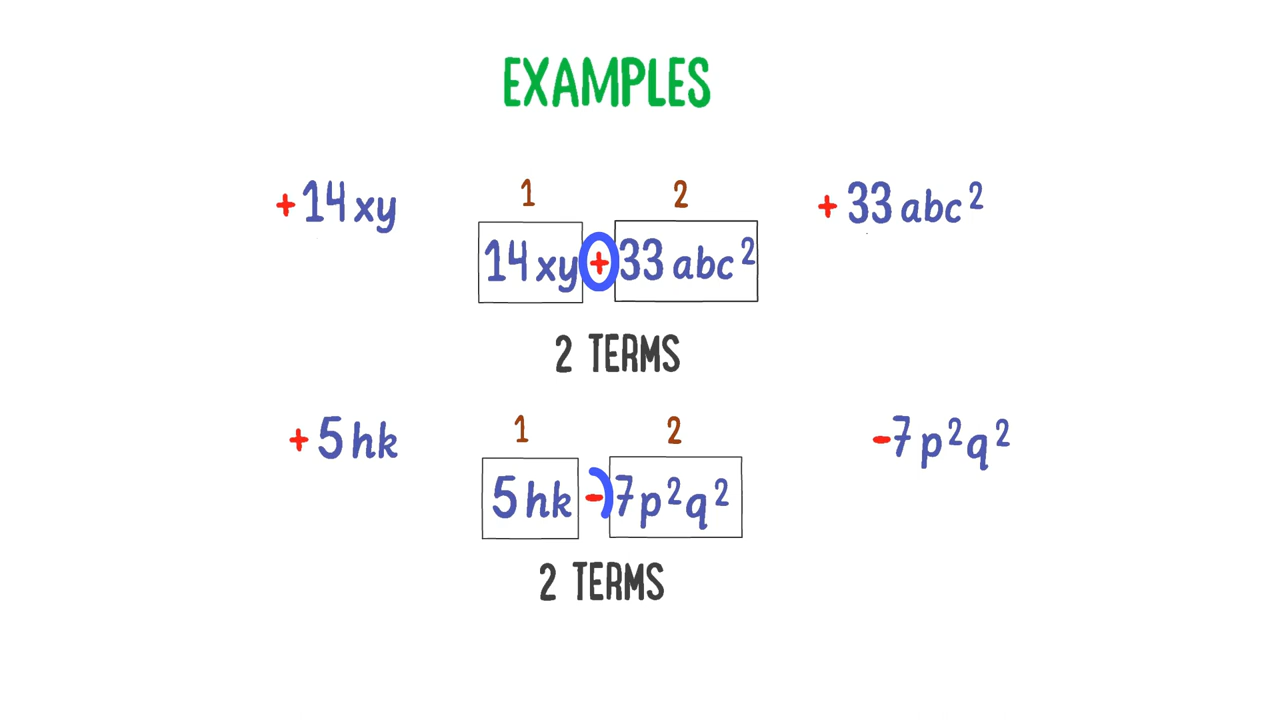 EXAMPLES
+14xy 1 2 +33abc²
14xy + 33abc²
2 TERMS
+5hk 1 2 -7p²q²
5hk - 7p²q²
2 TERMS